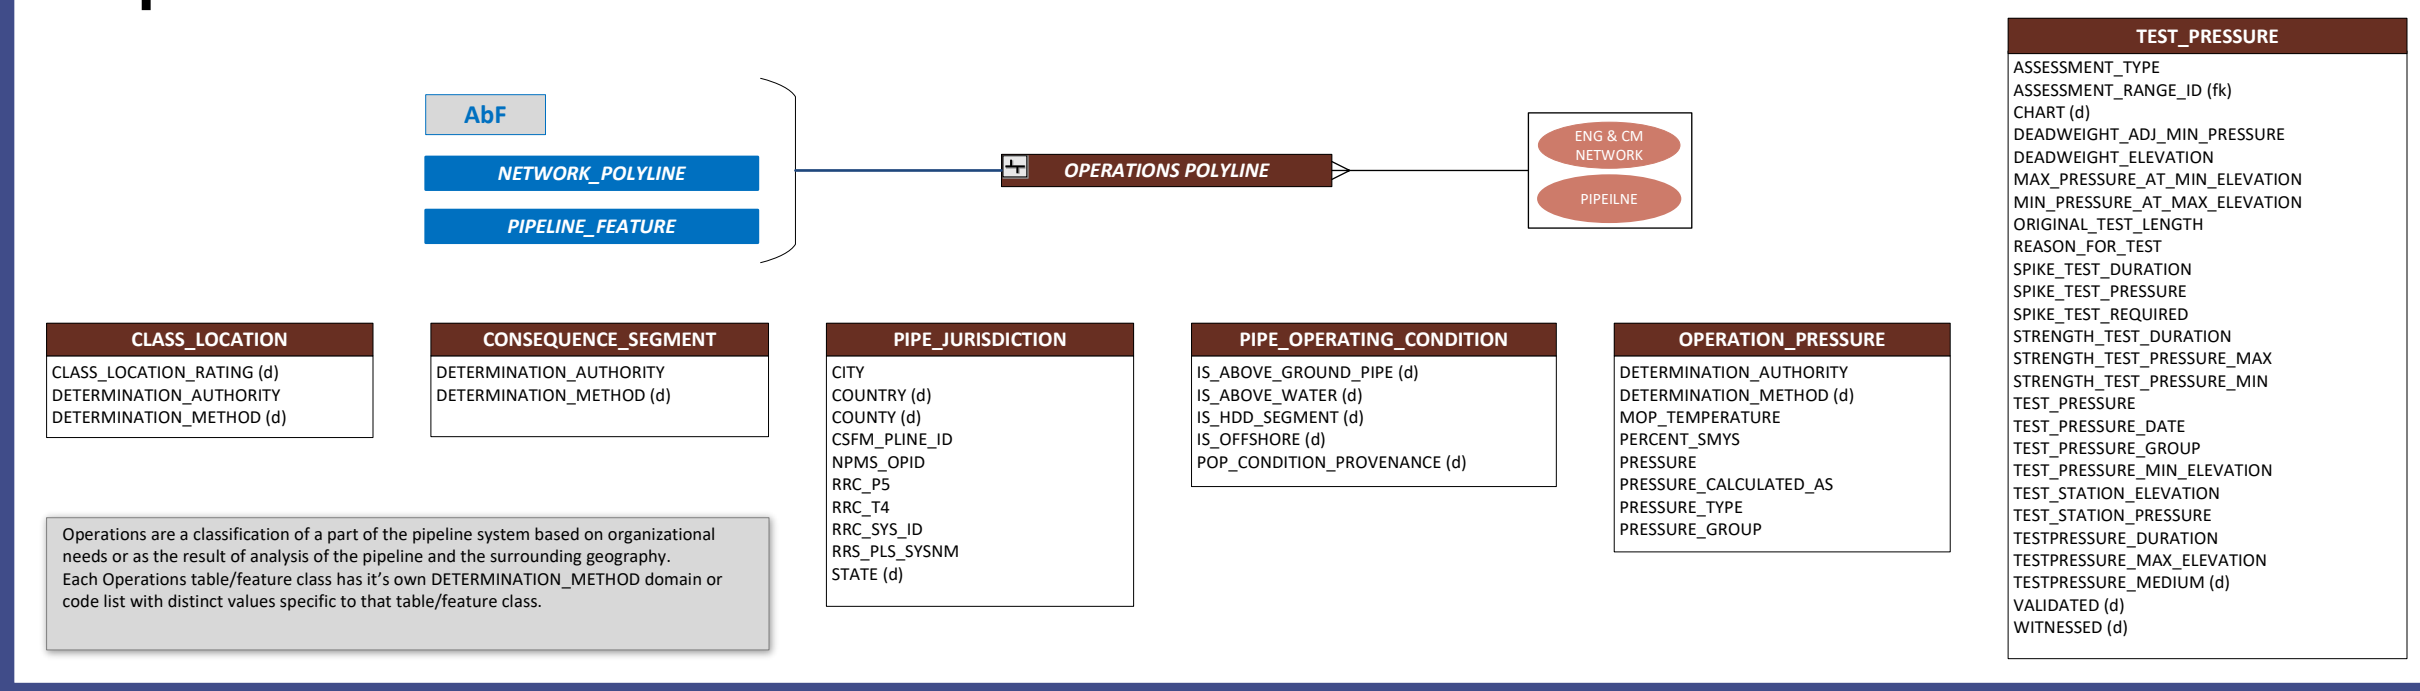 AbF
NETWORK_POLYLINE
PIPELINE_FEATURE
OPERATIONS POLYLINE
ENG & CM
NETWORK
PIPEILNE
CLASS_LOCATION
CLASS_LOCATION_RATING (d)
DETERMINATION_AUTHORITY
DETERMINATION_METHOD (d)
CONSEQUENCE_SEGMENT
DETERMINATION_AUTHORITY
DETERMINATION_METHOD (d)
PIPE_JURISDICTION
CITY
COUNTRY (d)
COUNTY (d)
CSFM_PLINE_ID
NPMS_OPID
RRC_P5
RRC_T4
RRC_SYS_ID
RRS_PLS_SYSNM
STATE (d)
PIPE_OPERATING_CONDITION
IS_ABOVE_GROUND_PIPE (d)
IS_ABOVE_WATER (d)
IS_HDD_SEGMENT (d)
IS_OFFSHORE (d)
POP_CONDITION_PROVENANCE (d)
OPERATION_PRESSURE
DETERMINATION_AUTHORITY
DETERMINATION_METHOD (d)
MOP_TEMPERATURE
PERCENT_SMYS
PRESSURE
PRESSURE_CALCULATED_AS
PRESSURE_TYPE
PRESSURE_GROUP
TEST_PRESSURE
ASSESSMENT_TYPE
ASSESSMENT_RANGE_ID (fk)
CHART (d)
DEADWEIGHT_ADJ_MIN_PRESSURE
DEADWEIGHT_ELEVATION
MAX_PRESSURE_AT_MIN_ELEVATION
MIN_PRESSURE_AT_MAX_ELEVATION
ORIGINAL_TEST_LENGTH
REASON_FOR_TEST
SPIKE_TEST_DURATION
SPIKE_TEST_PRESSURE
SPIKE_TEST_REQUIRED
STRENGTH_TEST_DURATION
STRENGTH_TEST_PRESSURE_MAX
STRENGTH_TEST_PRESSURE_MIN
TEST_PRESSURE
TEST_PRESSURE_DATE
TEST_PRESSURE_GROUP
TEST_PRESSURE_MIN_ELEVATION
TEST_STATION_ELEVATION
TEST_STATION_PRESSURE
TESTPRESSURE_DURATION
TESTPRESSURE_MAX_ELEVATION
TESTPRESSURE_MEDIUM (d)
VALIDATED (d)
WITNESSED (d)
Operations are a classification of a part of the pipeline system based on organizational
needs or as the result of analysis of the pipeline and the surrounding geography.
Each Operations table/feature class has it's own DETERMINATION_METHOD domain or
code list with distinct values specific to that table/feature class.